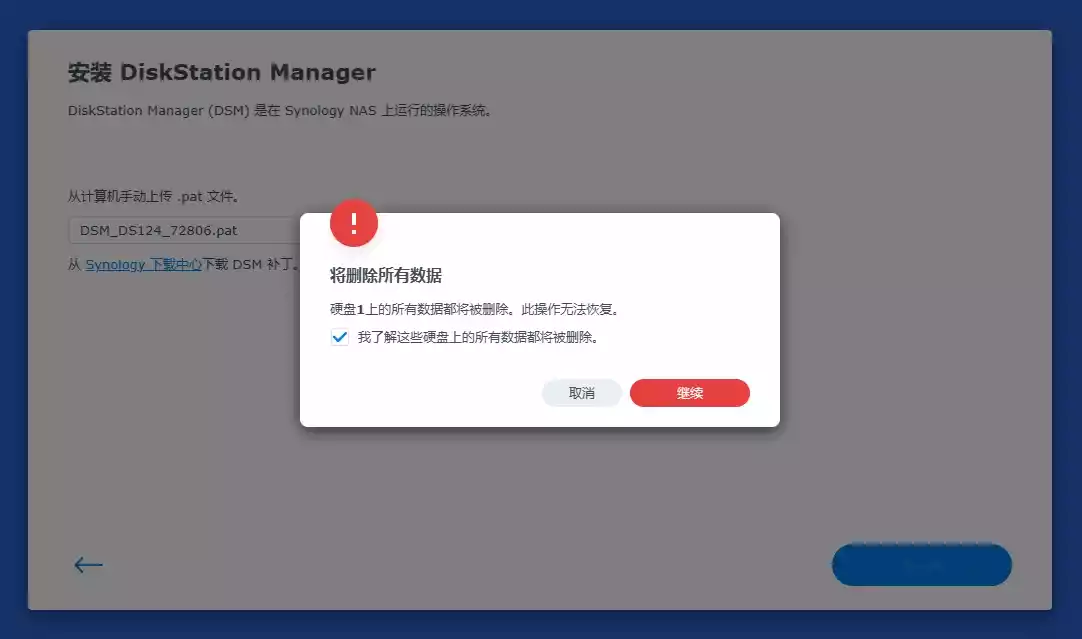 安装 DiskStation Manager
DiskStation Manager (DSM) 是在 Synology NAS 上运行的操作系统。
从计算机手动上传 .pat 文件。
DSM_DS124_72806.pat
从 Synology 下载中心下载 DSM 补丁。
!
将删除所有数据
硬盘1上的所有数据都将被删除。此操作无法恢复。
我了解这些硬盘上的所有数据都将被删除。
取消
继续